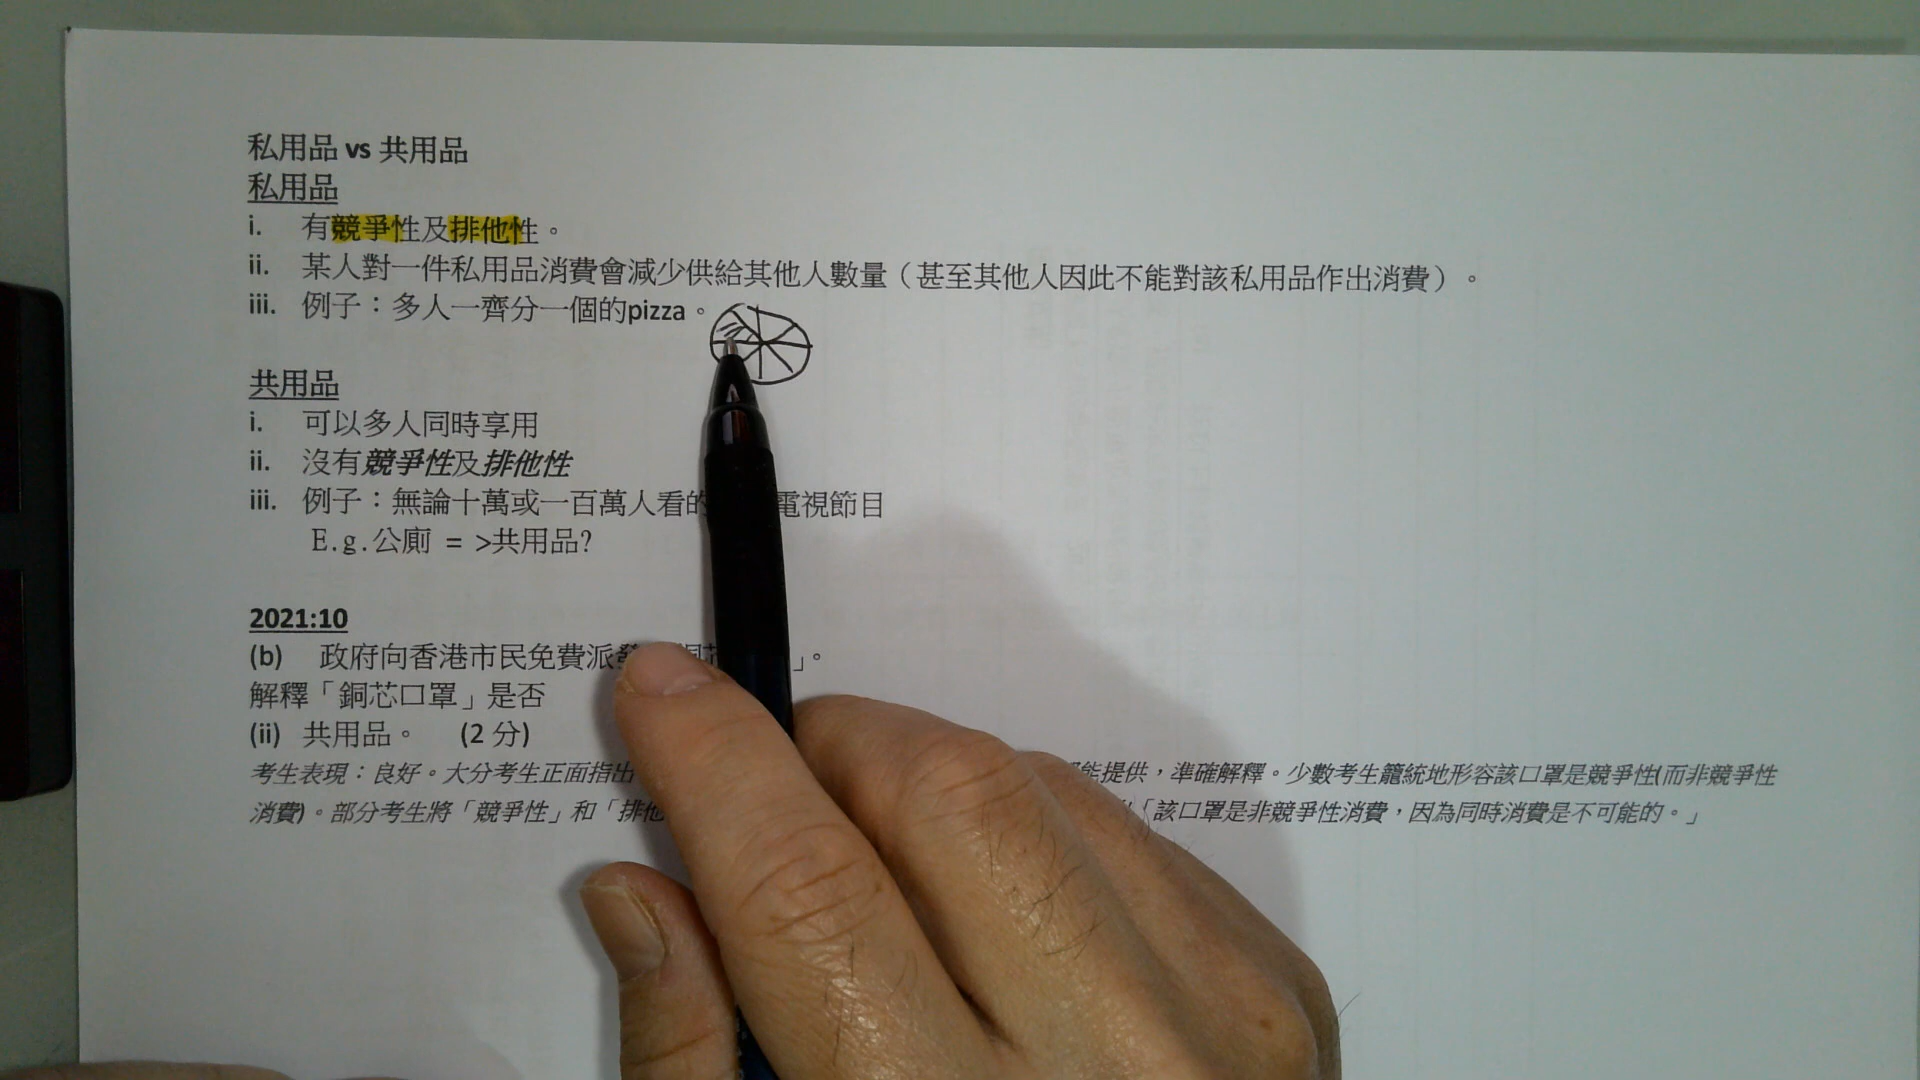 私用品 vs 共用品
私用品
i. 有競爭性及排他性。
ii. 某人對一件私用品消費會減少供給其他人數量（甚至其他人因此不能對該私用品作出消費）。
iii. 例子：多人一齊分一個的pizza。
共用品
i. 可以多人同時享用
ii. 沒有競爭性及排他性
iii. 例子：無論十萬或一百萬人看的 電視節目
E.g.公廁 = >共用品?
2021:10
(b) 政府向香港市民免費派發 」。
解釋「銅芯口罩」是否
(ii) 共用品。 (2 分)
考生表現：良好。大分考生正面指出 能提供，準確解釋。少數考生籠統地形容該口罩是競爭性(而非競爭性
消費)。部分考生將「競爭性」和「排他 「該口罩是非競爭性消費，因為同時消費是不可能的。」